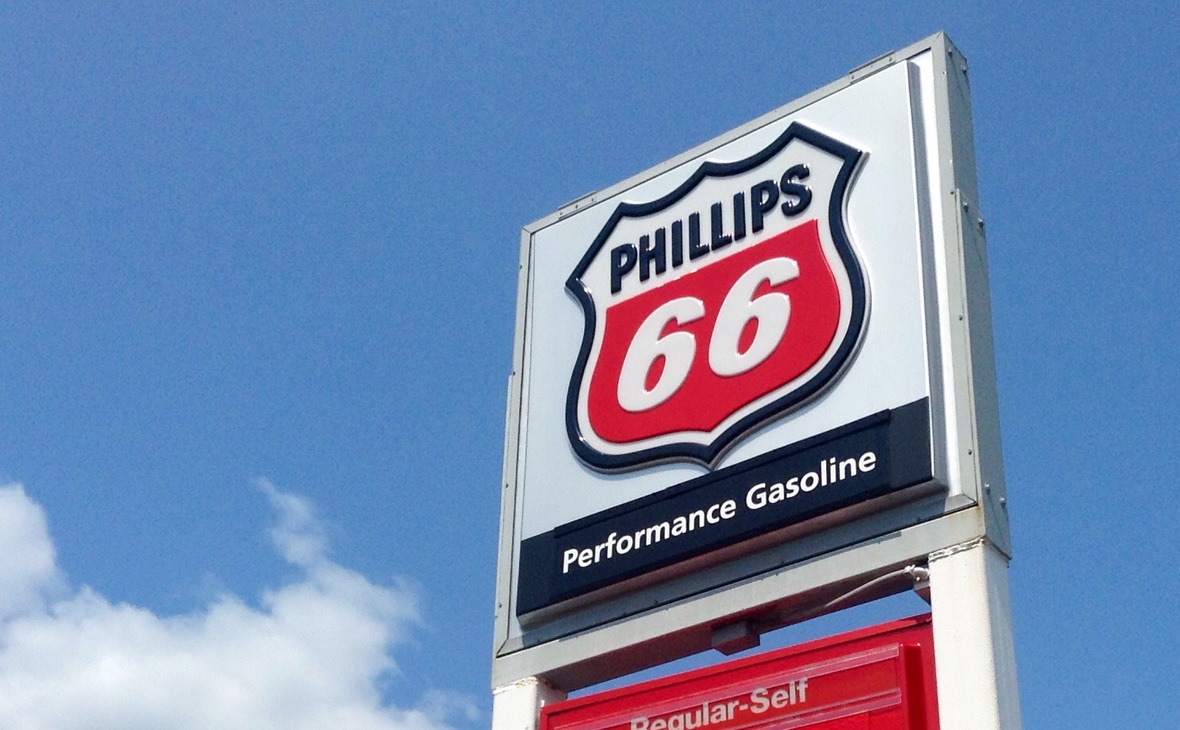 PHILLIPS
66
Performance Gasoline
Regular-Self